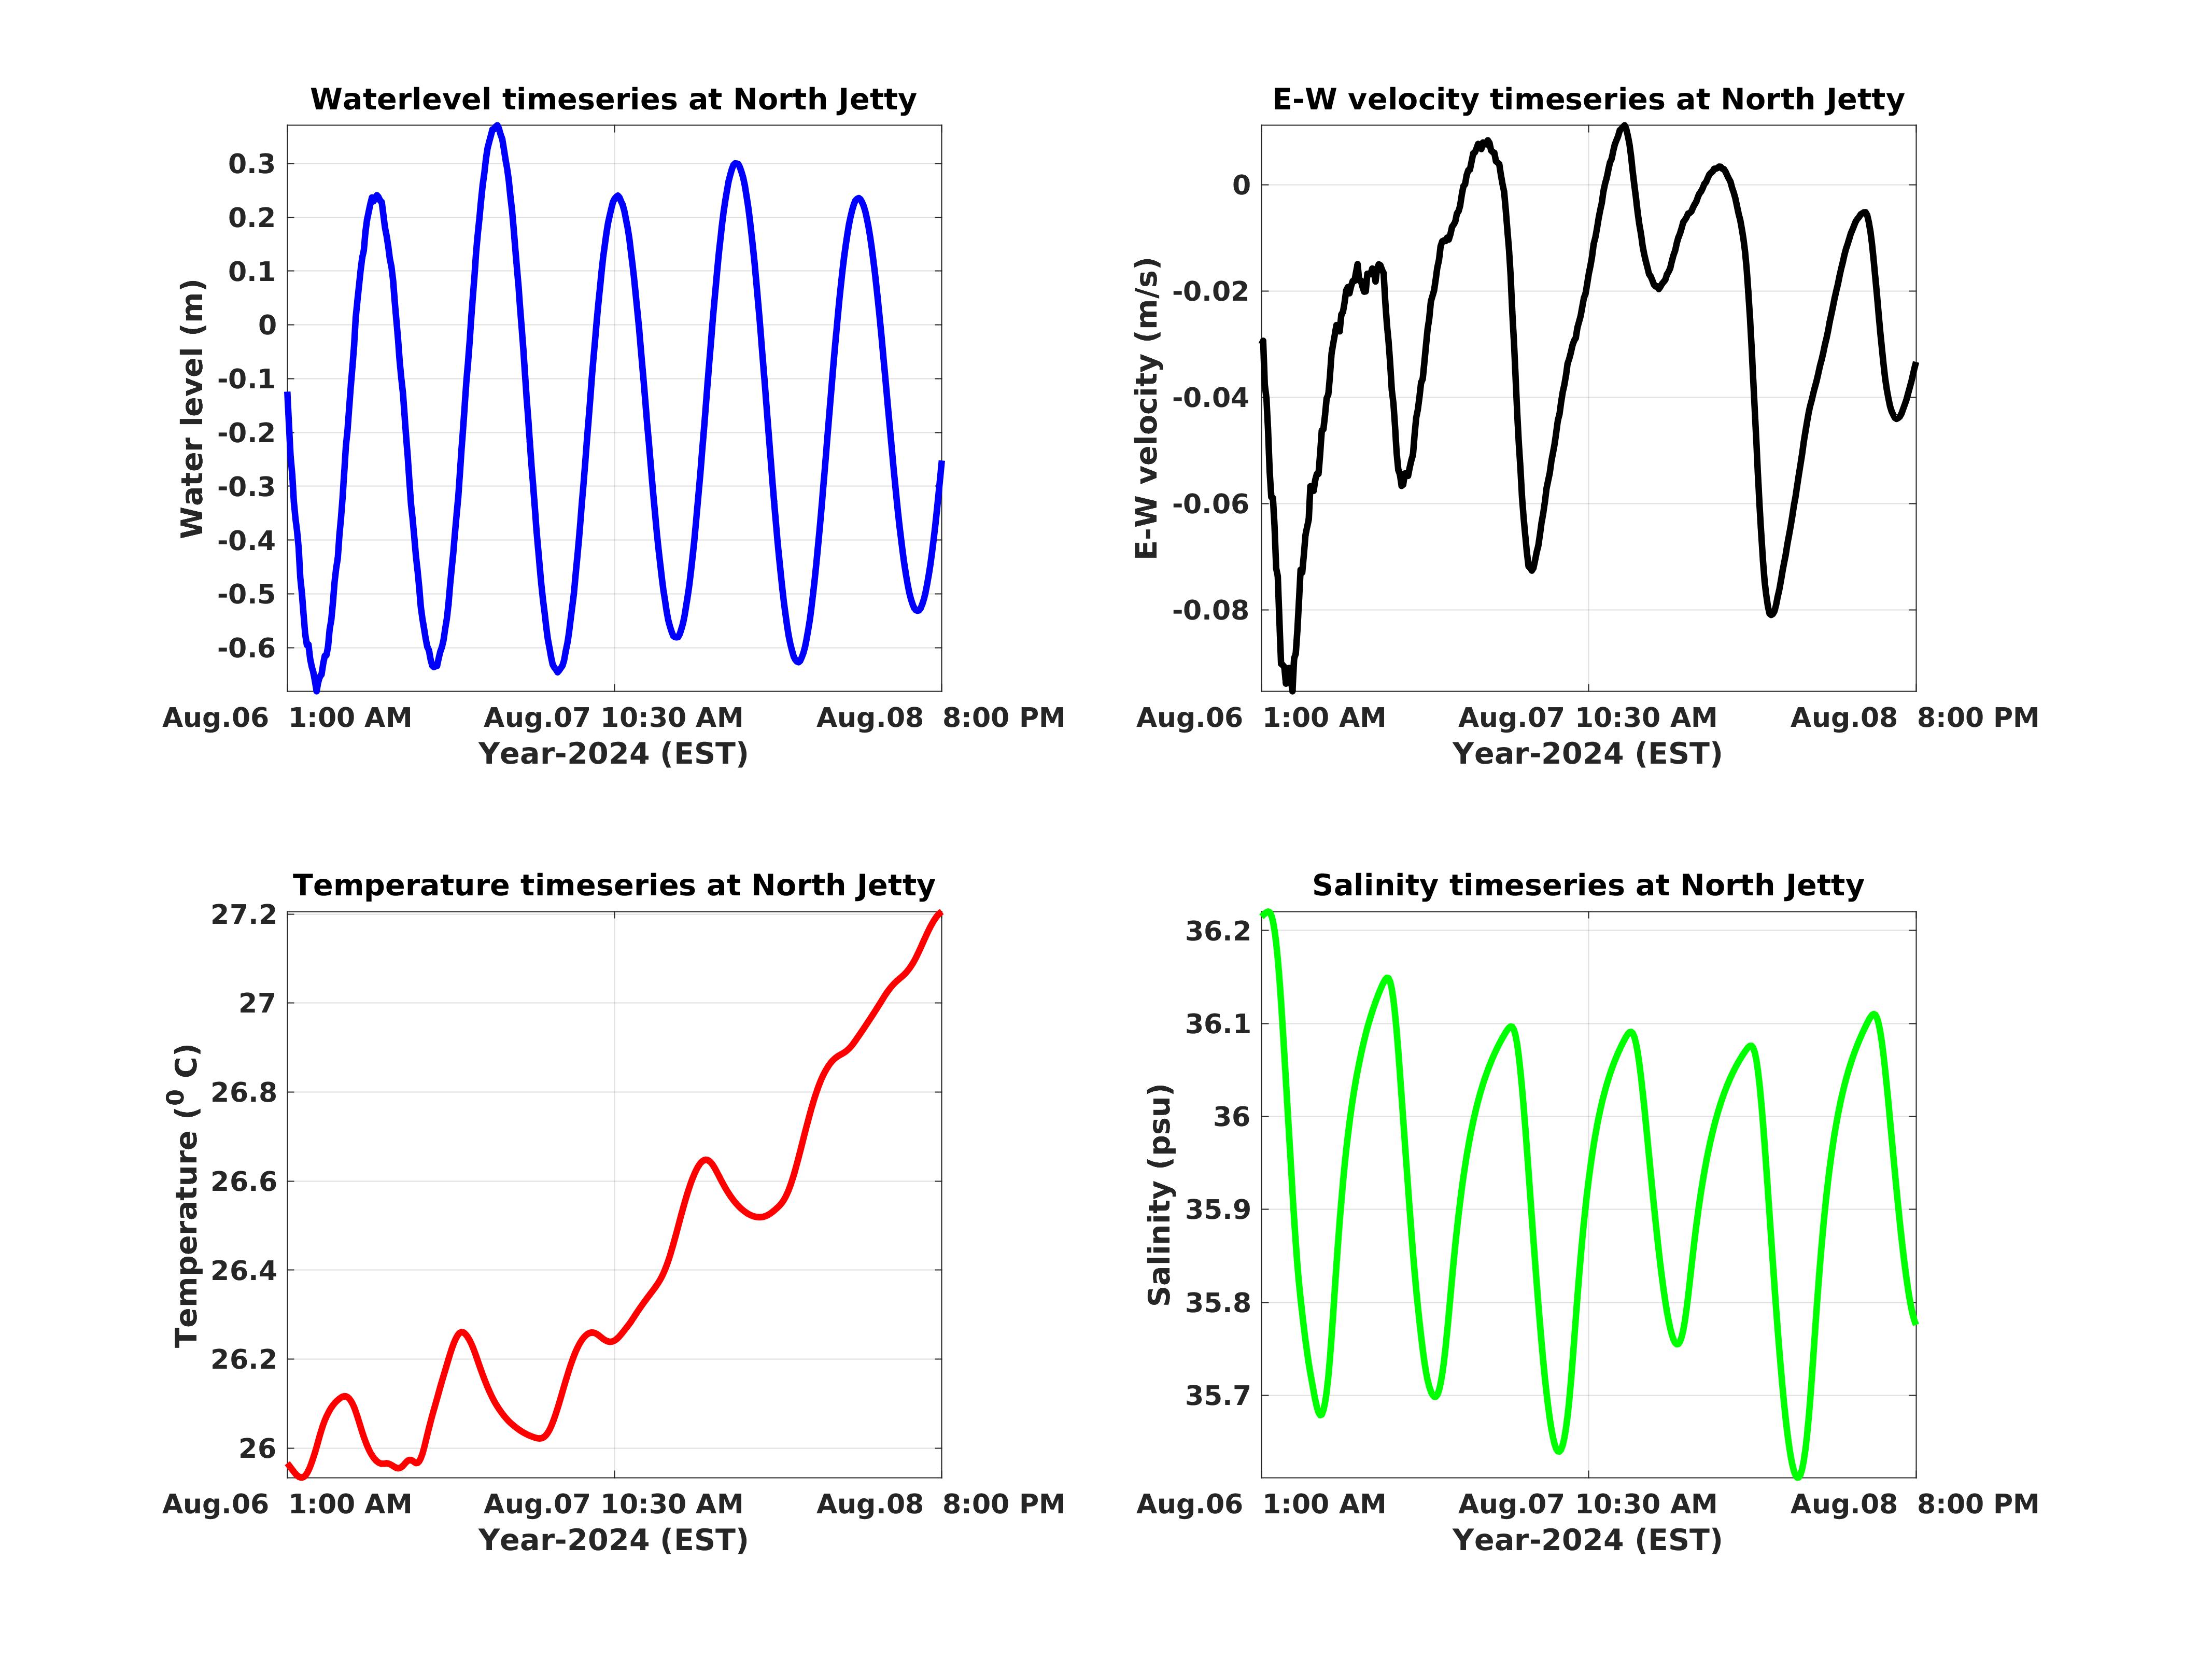 Waterlevel timeseries at North Jetty
Water level (m)
0.3
0.2
0.1
0
-0.1
-0.2
-0.3
-0.4
-0.5
-0.6
Aug.06 1:00 AM Aug.07 10:30 AM Aug.08 8:00 PM
Year-2024 (EST)
E-W velocity timeseries at North Jetty
E-W velocity (m/s)
0
-0.02
-0.04
-0.06
-0.08
Aug.06 1:00 AM Aug.07 10:30 AM Aug.08 8:00 PM
Year-2024 (EST)
Temperature timeseries at North Jetty
Temperature (⁰ C)
27.2
27
26.8
26.6
26.4
26.2
26
Aug.06 1:00 AM Aug.07 10:30 AM Aug.08 8:00 PM
Year-2024 (EST)
Salinity timeseries at North Jetty
Salinity (psu)
36.2
36.1
36
35.9
35.8
35.7
Aug.06 1:00 AM Aug.07 10:30 AM Aug.08 8:00 PM
Year-2024 (EST)